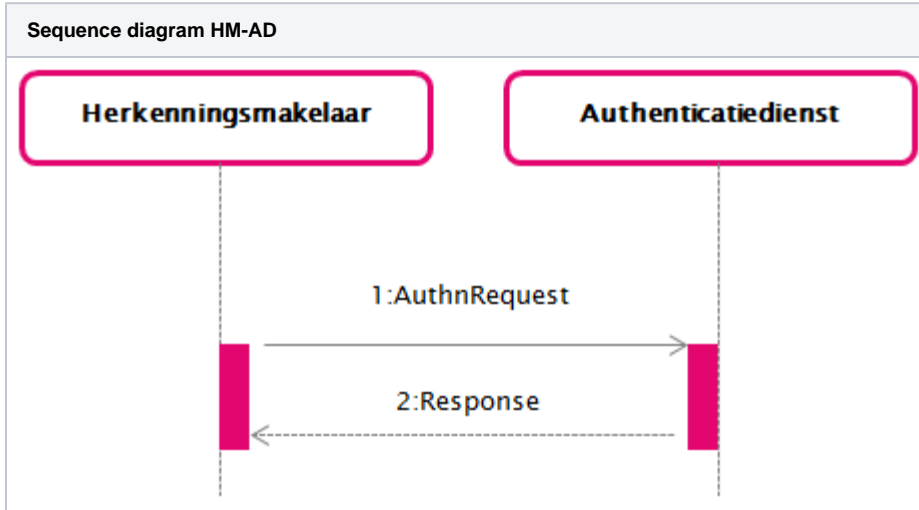 Sequence diagram HM-AD
Herkenningsmakelaar
Authenticatiedienst
1:AuthnRequest
2:Response